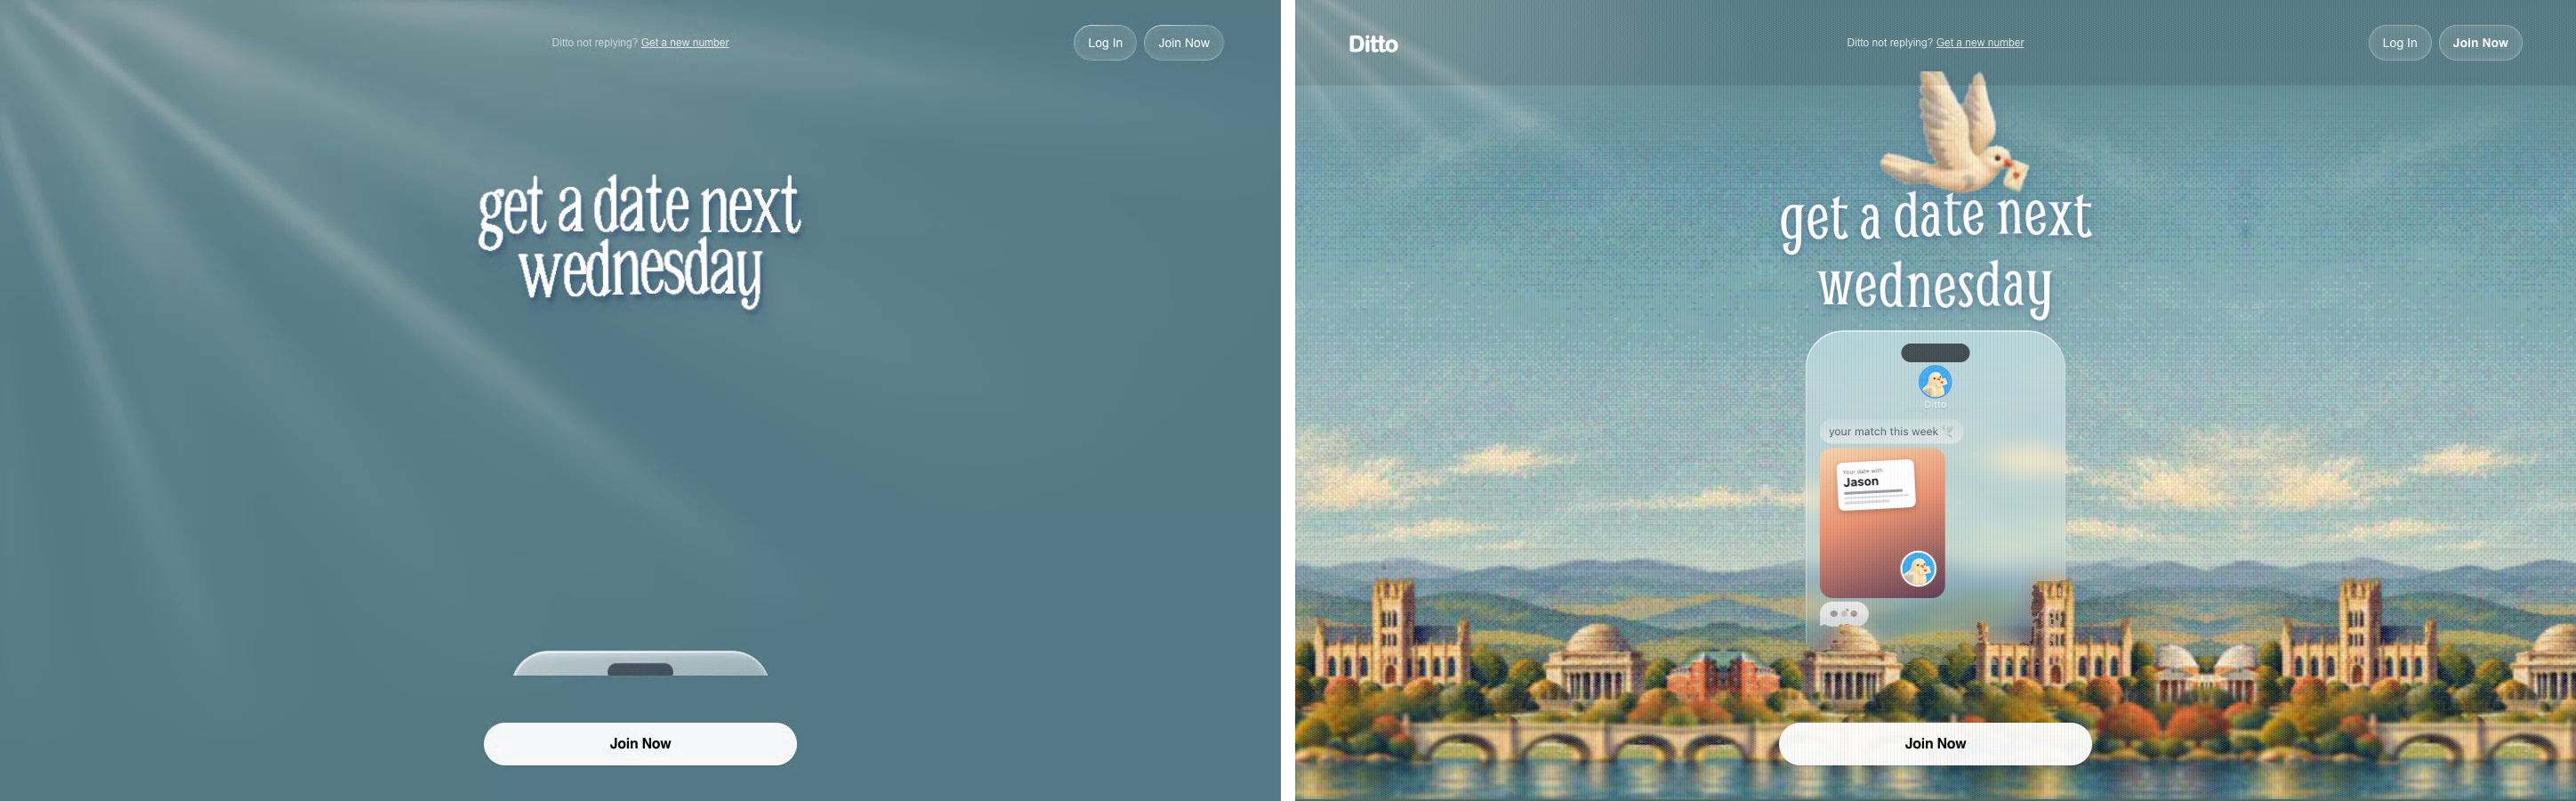 Ditto not replying? Get a new number
Log In
Join Now
get a date next
wednesday
Join Now
Ditto
Ditto not replying? Get a new number
Log In
Join Now
get a date next
wednesday
Ditto
your match this week
Your date with
Jason
Join Now